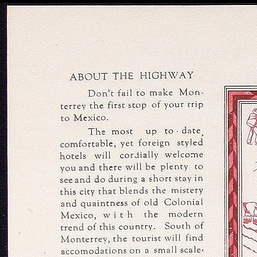 ABOUT THE HIGHWAY
Don't fail to make Mon-
terrey the first stop of your trip
to Mexico.
The most up to · date,
comfortable, yet foreign styled
hotels will cordially welcome
you and there will be plenty to
see and do during a short stay in
this city that blends the mistery
and quaintness of old Colonial
Mexico, with the modern
trend of this country. South of
Monterrey, the tourist will find
accomodations on a small scale·